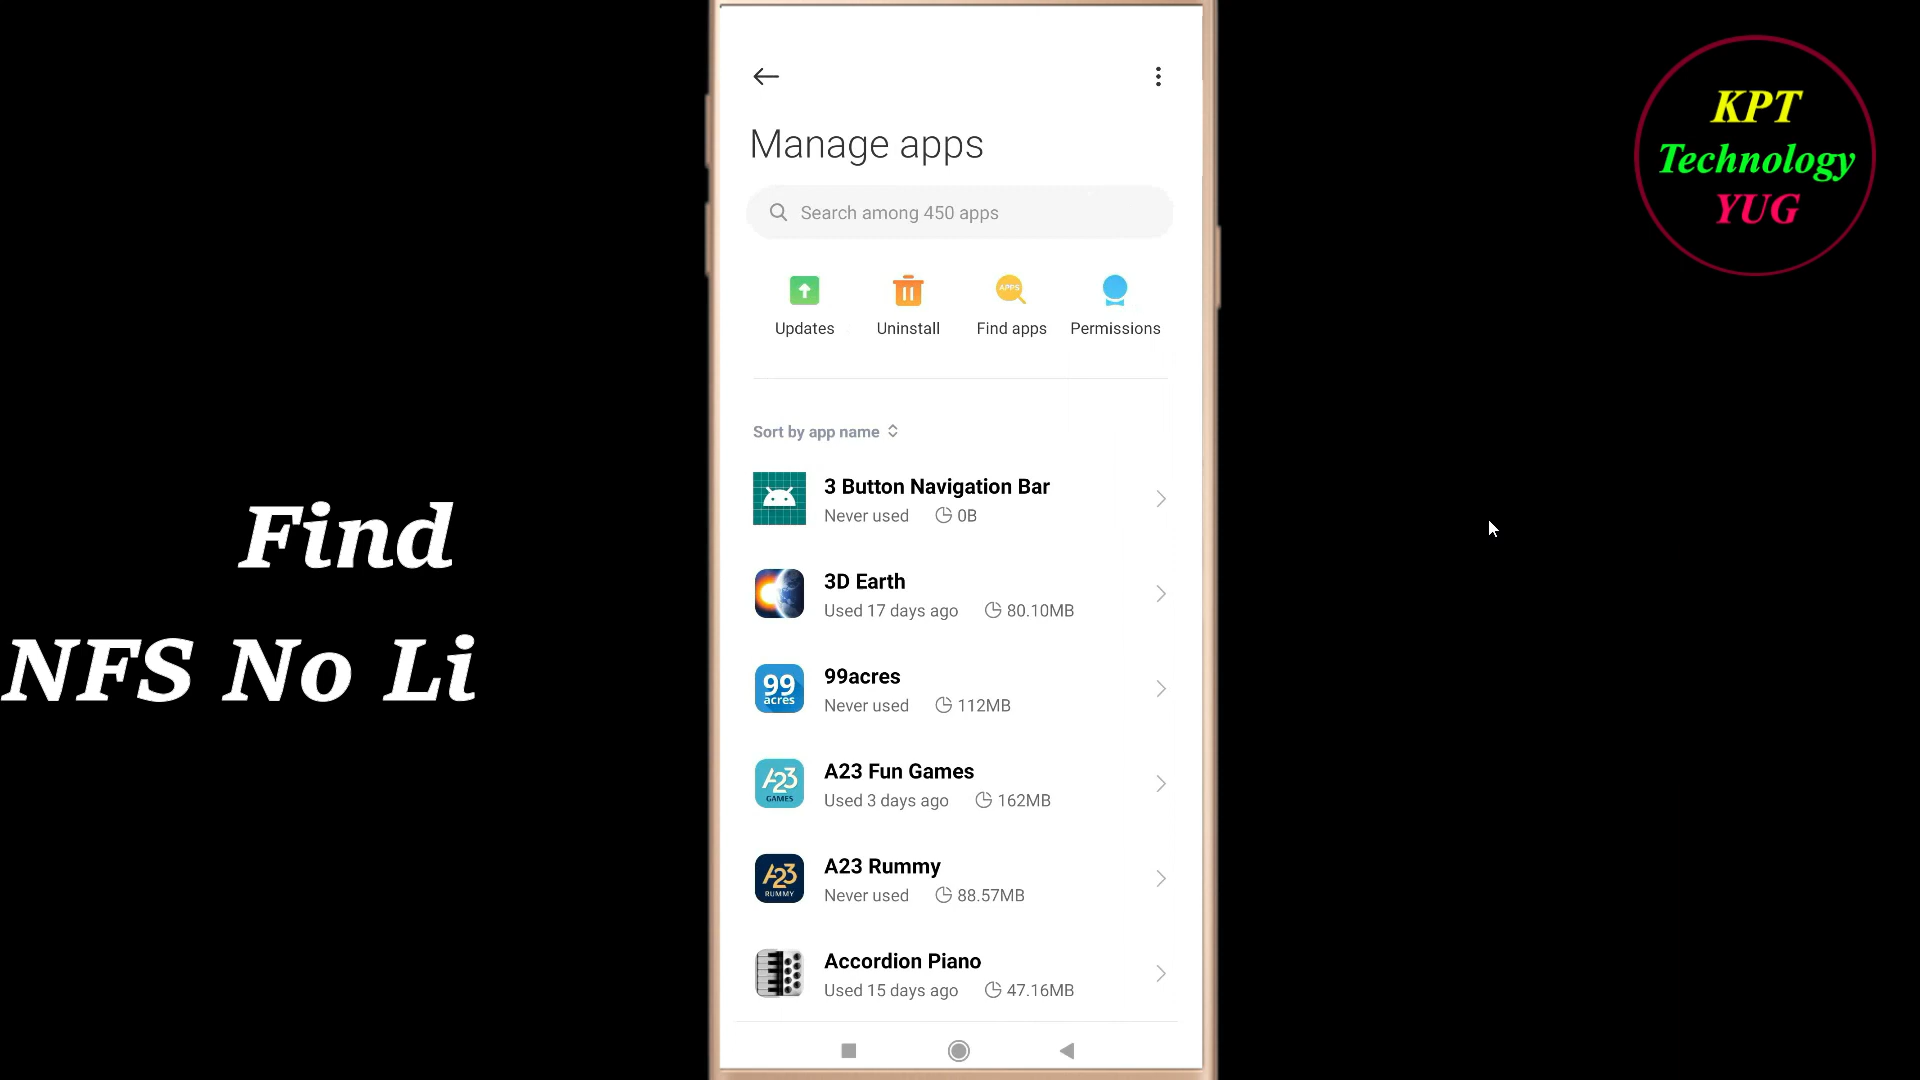 KPT
Technology
YUG
Manage apps
Search among 450 apps
Updates
Uninstall
APPS
Find apps
Permissions
Sort by app name
3 Button Navigation Bar
Never used 0B
3D Earth
Used 17 days ago 80.10MB
99 acres
99acres
Never used 112MB
A23 GAMES
A23 Fun Games
Used 3 days ago 162MB
A23 RUMMY
A23 Rummy
Never used 88.57MB
Accordion Piano
Used 15 days ago 47.16MB
Find
NFS No Li